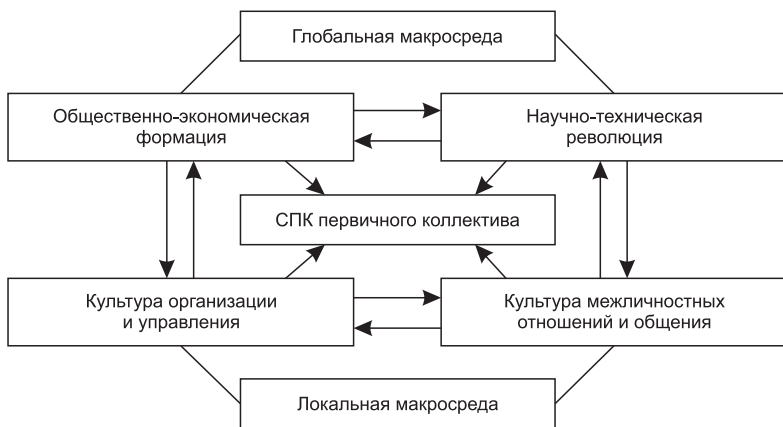 Глобальная макросреда
Общественно-экономическая
формация
Научно-техническая
революция
СПК первичного коллектива
Культура организации
и управления
Культура межличностных
отношений и общения
Локальная макросреда